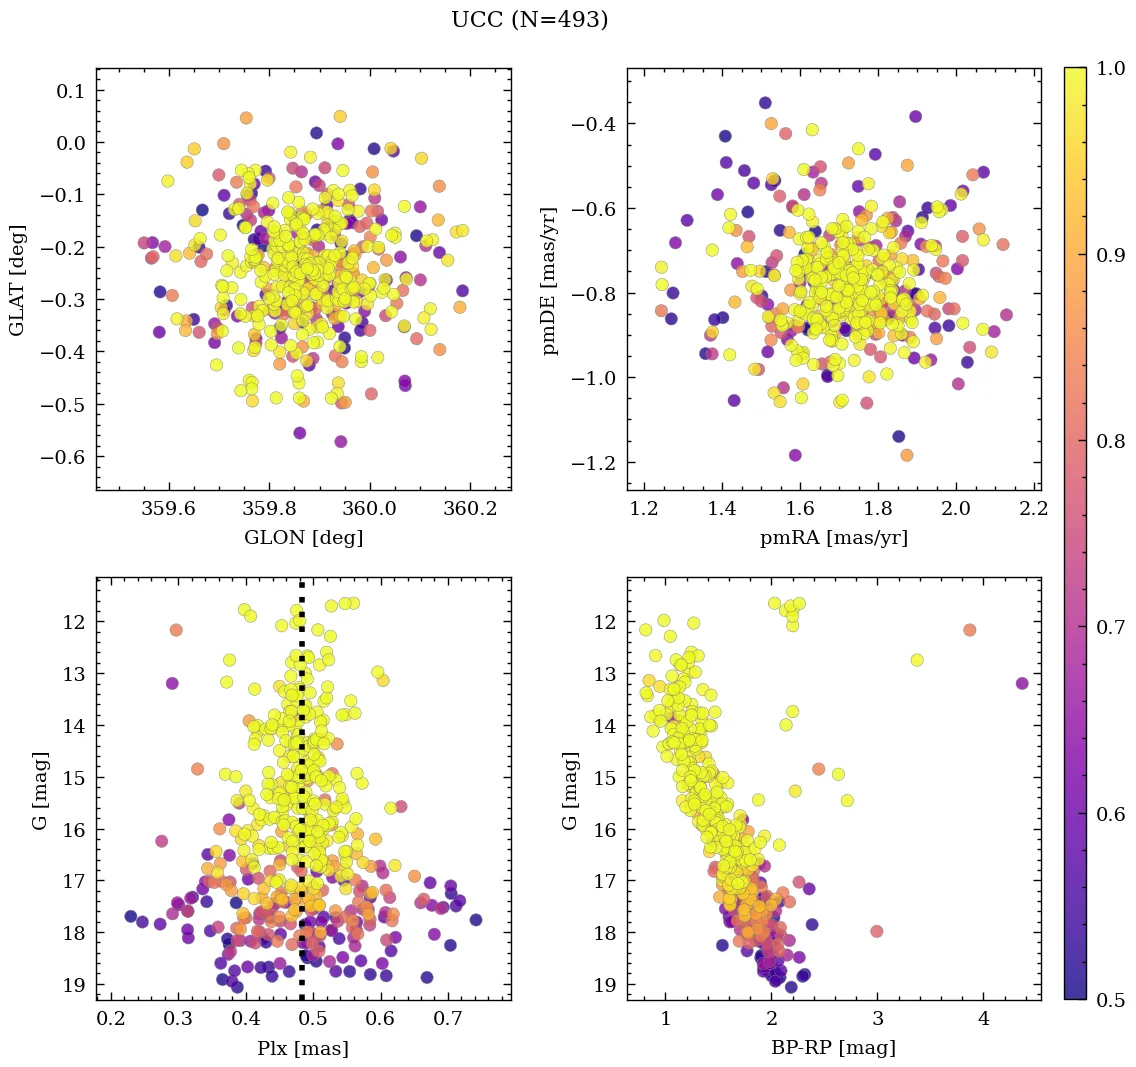 UCC (N=493)
0.1
0.0
−0.1
−0.2
−0.3
−0.4
−0.5
−0.6
GLAT [deg]
359.6 359.8 360.0 360.2
GLON [deg]
−0.4
−0.6
−0.8
−1.0
−1.2
pmDE [mas/yr]
1.2 1.4 1.6 1.8 2.0 2.2
pmRA [mas/yr]
12
13
14
15
16
17
18
19
G [mag]
0.2 0.3 0.4 0.5 0.6 0.7
Plx [mas]
12
13
14
15
16
17
18
19
G [mag]
1 2 3 4
BP-RP [mag]
1.0
0.9
0.8
0.7
0.6
0.5